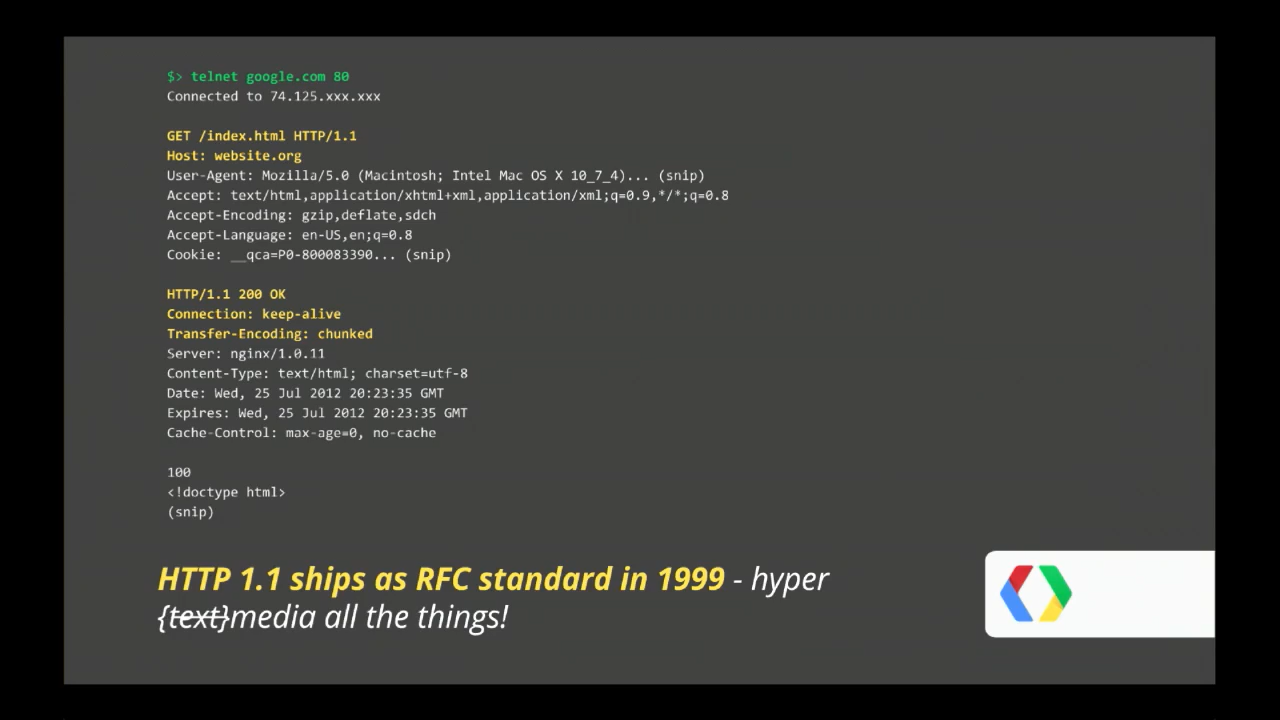 $> telnet google.com 80
Connected to 74.125.xxx.xxx
GET /index.html HTTP/1.1
Host: website.org
User-Agent: Mozilla/5.0 (Macintosh; Intel Mac OS X 10_7_4)... (snip)
Accept: text/html,application/xhtml+xml,application/xml;q=0.9,*/*;q=0.8
Accept-Encoding: gzip,deflate,sdch
Accept-Language: en-US,en;q=0.8
Cookie: __qca=P0-800083390... (snip)
HTTP/1.1 200 OK
Connection: keep-alive
Transfer-Encoding: chunked
Server: nginx/1.0.11
Content-Type: text/html; charset=utf-8
Date: Wed, 25 Jul 2012 20:23:35 GMT
Expires: Wed, 25 Jul 2012 20:23:35 GMT
Cache-Control: max-age=0, no-cache
100
<!doctype html>
(snip)
HTTP 1.1 ships as RFC standard in 1999 - hyper
{text}media all the things!